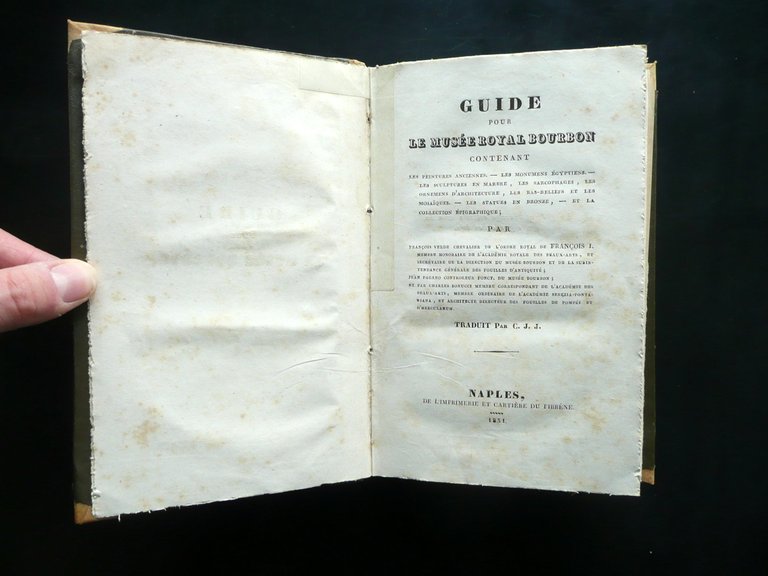 GUIDE
POUR
LE MUSÉE ROYAL BOURBON
CONTENANT
LES PEINTURES ANCIENNES. — LES MONUMENS ÉGYPTIENS. —
LES SCULPTURES EN MARBRE, LES SARCOPHAGES, LES
ORNEMENS D'ARCHITECTURE, LES BAS-RELIEFS ET LES
MOSAÏQUES. — LES STATUES EN BRONZE, — ET LA
COLLECTION ÉPIGRAPHIQUE;
PAR
FRANÇOIS VERDE CHEVALIER DE L'ORDRE ROYAL DE FRANÇOIS I.
MEMBRE HONORAIRE DE L'ACADÉMIE ROYALE DES BEAUX-ARTS, ET
SECRÉTAIRE DE LA DIRECTION DU MUSÉE-BOURBON ET DE LA SURIN-
TENDANCE GÉNÉRALE DES FOUILLES D'ANTIQUITÉ;
JEAN PAGANO CONTROLEUR FONCT. DU MUSÉE BOURBON;
ET PAR CHARLES BONUCCI MEMBRE CORRESPONDANT DE L'ACADÉMIE DES
BEAUX-ARTS, MEMBRE ORDINAIRE DE L'ACADÉMIE SEBEZIA-PONTA-
NIANA, ET ARCHITECTE DIRECTEUR DES FOUILLES DE POMPÉI ET
D'HERCULANUM.
TRADUIT PAR C. J. J.
NAPLES,
DE L'IMPRIMERIE ET CARTIÈRE DU FIBRÈNE.
1831.